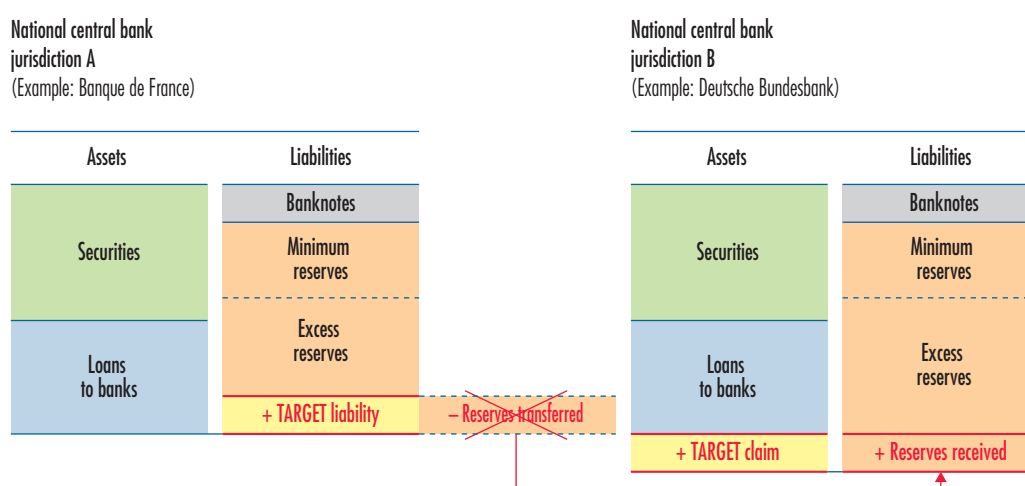 National central bank
jurisdiction A
(Example: Banque de France)
Assets
Liabilities
Securities
Loans
to banks
Banknotes
Minimum
reserves
Excess
reserves
+ TARGET liability
– Reserves transferred
National central bank
jurisdiction B
(Example: Deutsche Bundesbank)
Assets
Liabilities
Securities
Loans
to banks
+ TARGET claim
Banknotes
Minimum
reserves
Excess
reserves
+ Reserves received